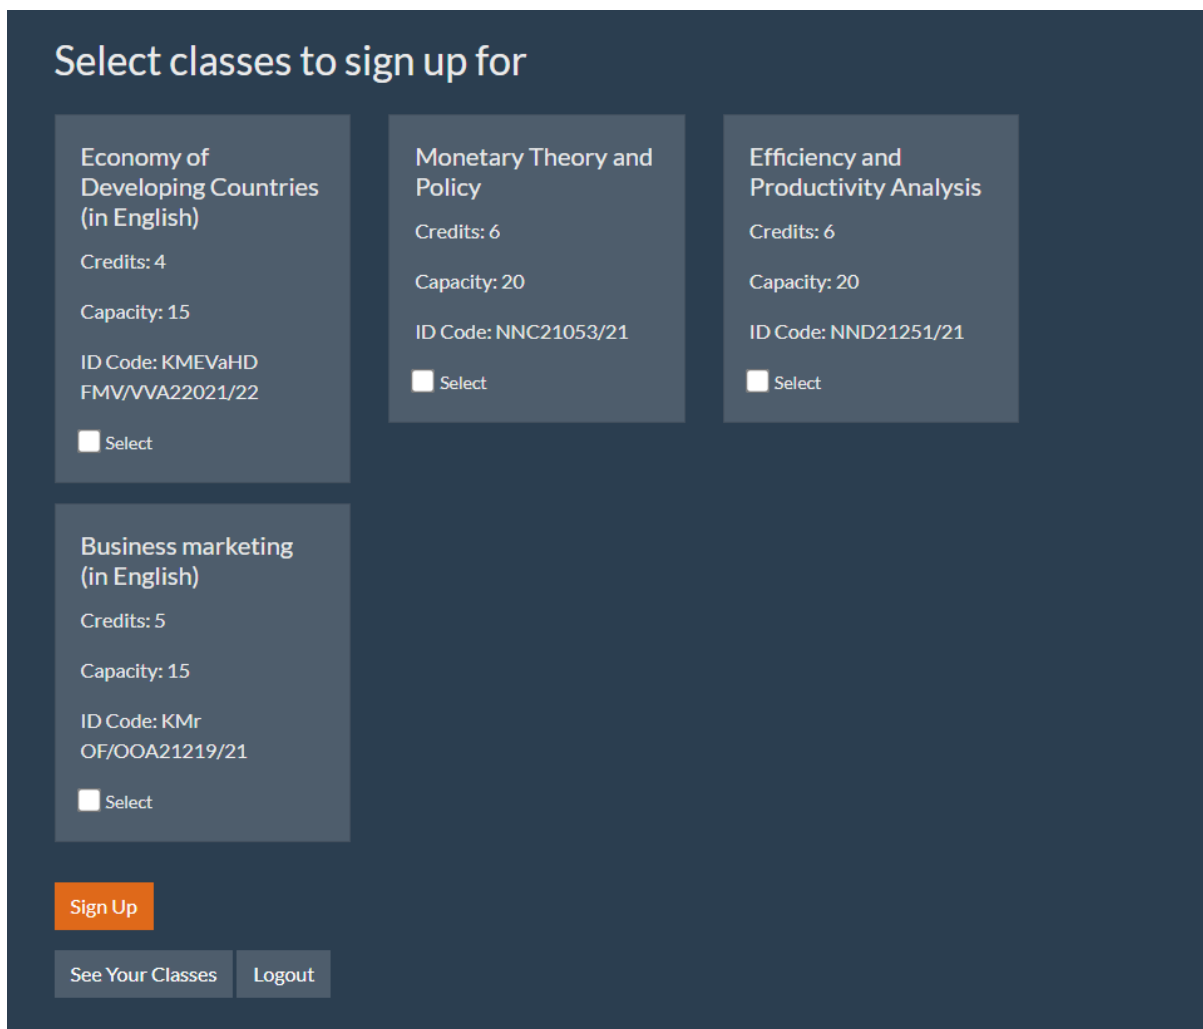 Select classes to sign up for
Economy of
Developing Countries
(in English)
Credits: 4
Capacity: 15
ID Code: KMEVaHD
FMV/VVA22021/22
Select
Monetary Theory and
Policy
Credits: 6
Capacity: 20
ID Code: NNC21053/21
Select
Efficiency and
Productivity Analysis
Credits: 6
Capacity: 20
ID Code: NND21251/21
Select
Business marketing
(in English)
Credits: 5
Capacity: 15
ID Code: KMr
OF/OOA21219/21
Select
Sign Up
See Your Classes
Logout